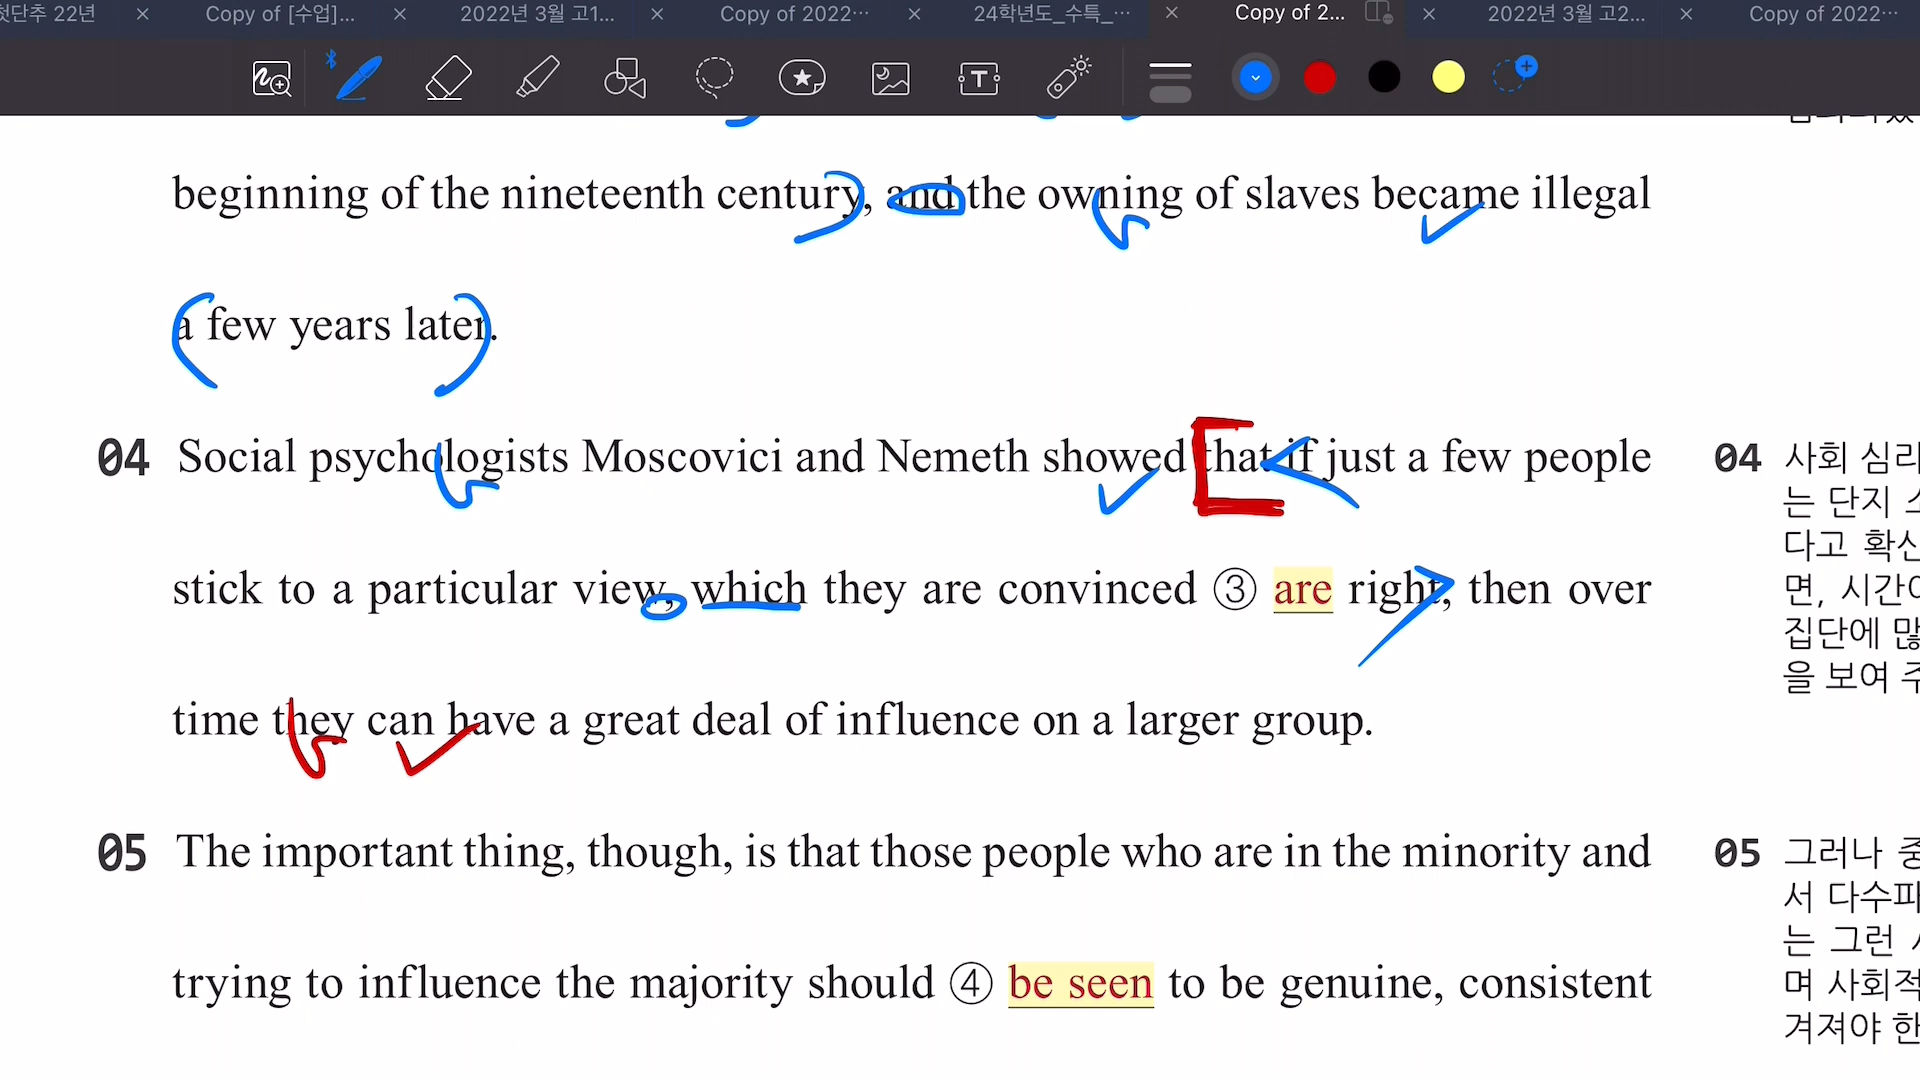 첫단추 22년
Copy of [수업]...
2022년 3월 고1...
Copy of 2022...
24학년도_수특_...
Copy of 2...
2022년 3월 고2...
Copy of 2022...
beginning of the nineteenth century, and the owning of slaves became illegal
a few years later.
04 Social psychologists Moscovici and Nemeth showed that if just a few people
stick to a particular view, which they are convinced ③ are right, then over
time they can have a great deal of influence on a larger group.
05 The important thing, though, is that those people who are in the minority and
trying to influence the majority should ④ be seen to be genuine, consistent
04 사회 심리
는 단지
다고 확신
면, 시간이
집단에 많
을 보여 주
05 그러나 중
서 다수파
는 그런
며 사회적
겨져야 한